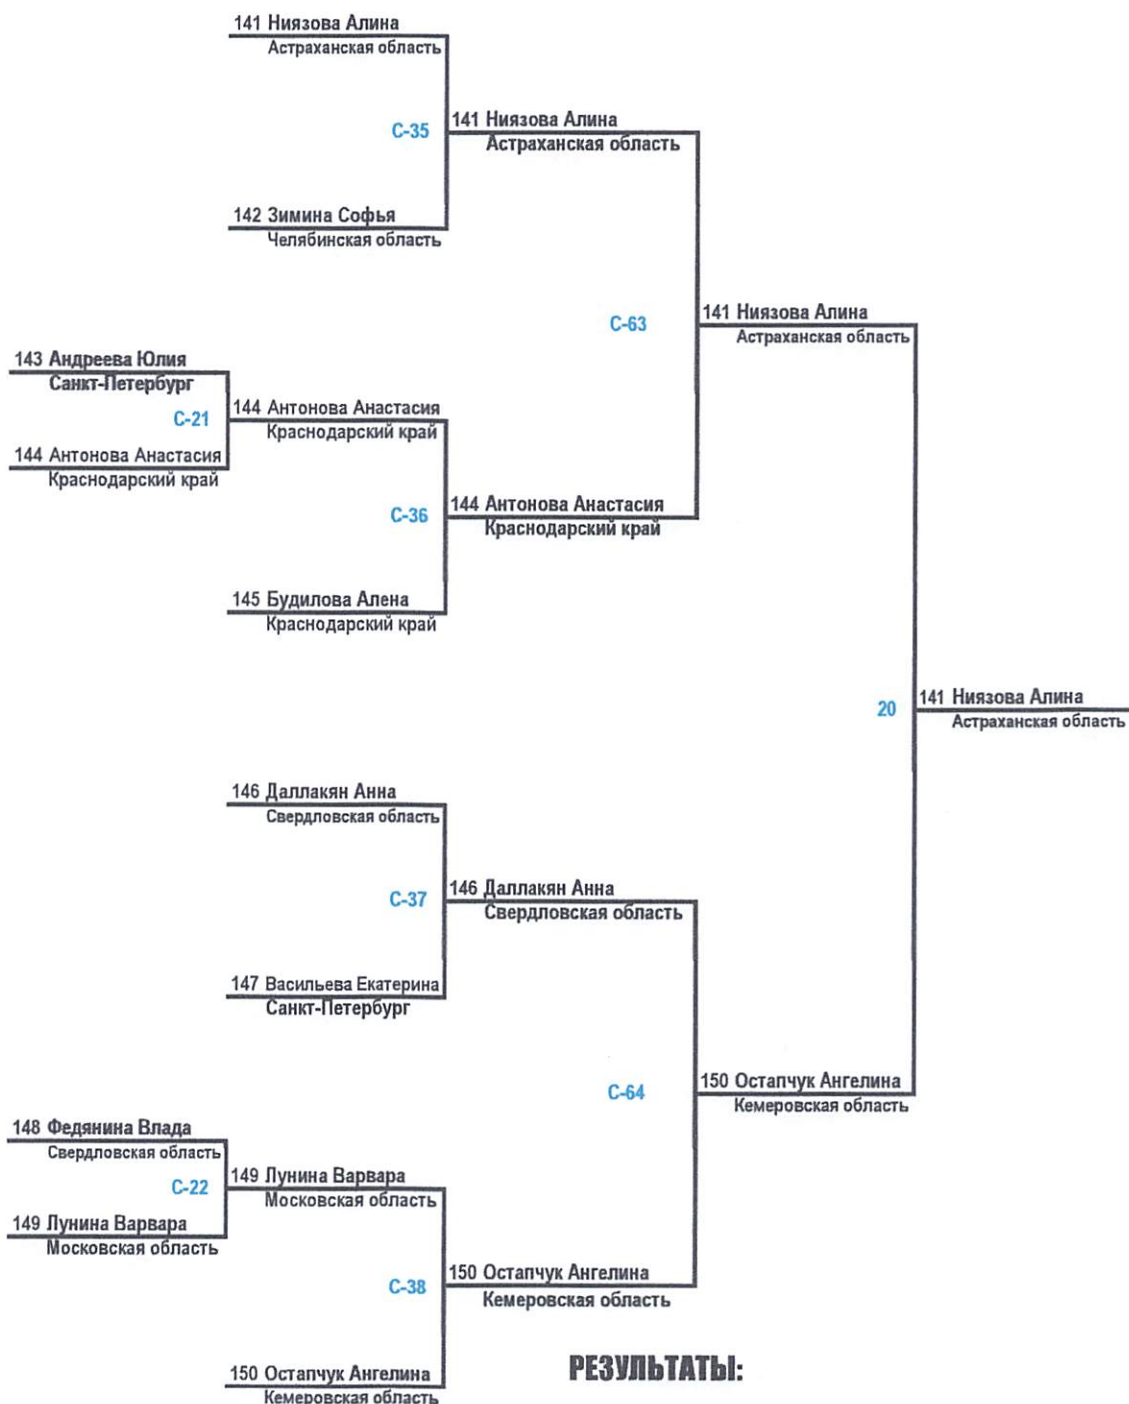 141 Ниязова Алина
Астраханская область
С-35
141 Ниязова Алина
Астраханская область
142 Зимина Софья
Челябинская область
С-63
141 Ниязова Алина
Астраханская область
143 Андреева Юлия
Санкт-Петербург
С-21
144 Антонова Анастасия
Краснодарский край
144 Антонова Анастасия
Краснодарский край
С-36
144 Антонова Анастасия
Краснодарский край
145 Будилова Алена
Краснодарский край
20
141 Ниязова Алина
Астраханская область
146 Даллакян Анна
Свердловская область
С-37
146 Даллакян Анна
Свердловская область
147 Васильева Екатерина
Санкт-Петербург
С-64
150 Остапчук Ангелина
Кемеровская область
148 Федянина Влада
Свердловская область
С-22
149 Лунина Варвара
Московская область
149 Лунина Варвара
Московская область
С-38
150 Остапчук Ангелина
Кемеровская область
150 Остапчук Ангелина
Кемеровская область
РЕЗУЛЬТАТЫ: